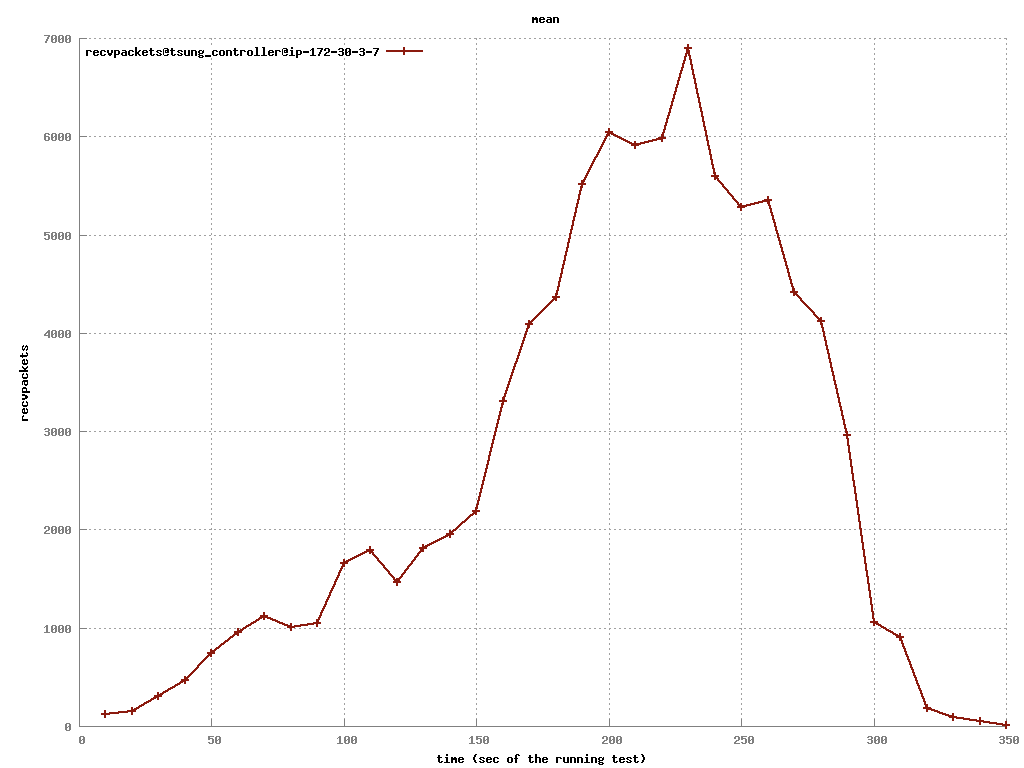 mean
recvpackets@tsung_controller@ip-172-30-3-7
7000
6000
5000
4000
3000
2000
1000
0
recvpackets
0 50 100 150 200 250 300 350
time (sec of the running test)